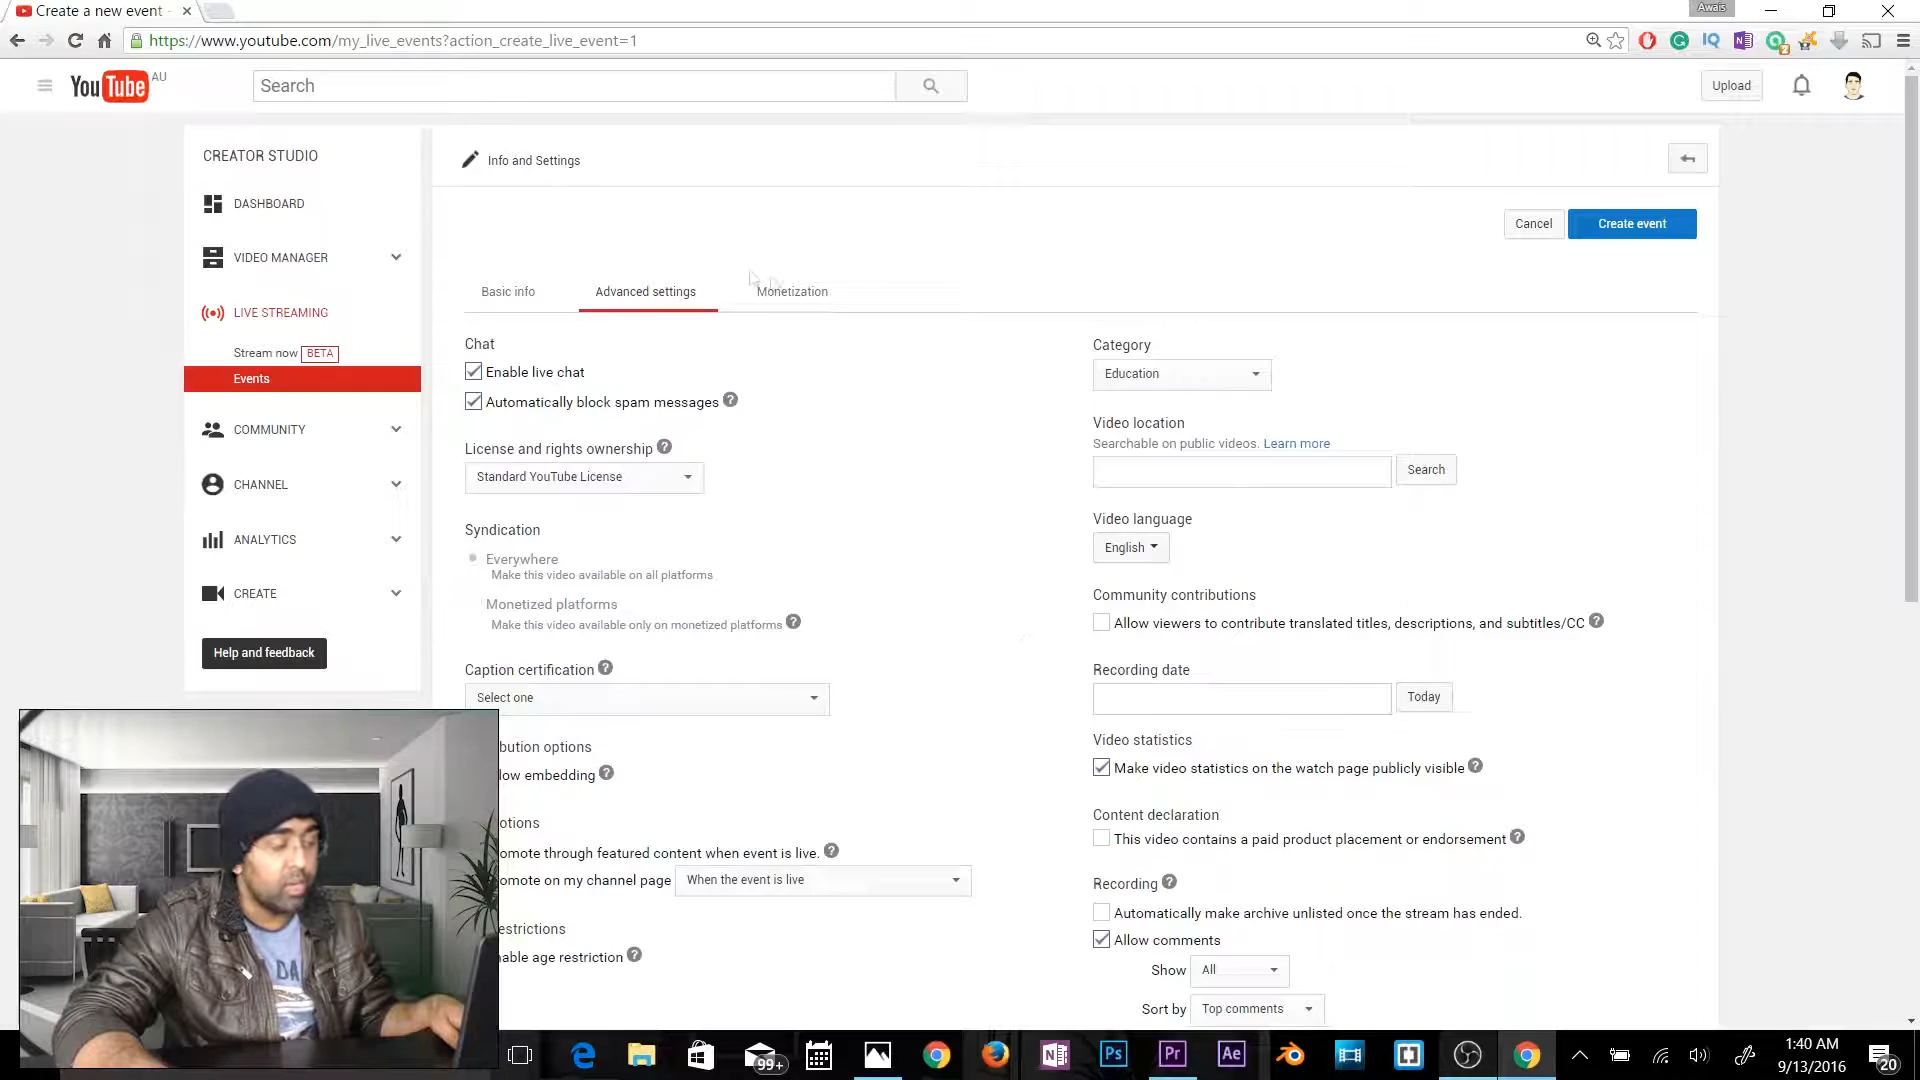 Create a new event -
Awais
https://www.youtube.com/my_live_events?action_create_live_event=1
YouTube AU
Search
Upload
CREATOR STUDIO
DASHBOARD
VIDEO MANAGER
LIVE STREAMING
Stream now BETA
Events
COMMUNITY
CHANNEL
ANALYTICS
CREATE
Help and feedback
Info and Settings
Cancel
Create event
Basic info
Advanced settings
Monetization
Chat
Enable live chat
Automatically block spam messages ?
License and rights ownership ?
Standard YouTube License
Syndication
Everywhere
Make this video available on all platforms
Monetized platforms
Make this video available only on monetized platforms ?
Caption certification ?
Select one
bution options
low embedding ?
otions
omote through featured content when event is live. ?
omote on my channel page When the event is live
estrictions
nable age restriction ?
Category
Education
Video location
Searchable on public videos. Learn more
Search
Video language
English
Community contributions
Allow viewers to contribute translated titles, descriptions, and subtitles/CC ?
Recording date
Today
Video statistics
Make video statistics on the watch page publicly visible ?
Content declaration
This video contains a paid product placement or endorsement ?
Recording ?
Automatically make archive unlisted once the stream has ended.
Allow comments
Show All
Sort by Top comments
DA
99+
N
Ps
Pr
Ae
1:40 AM
9/13/2016
20